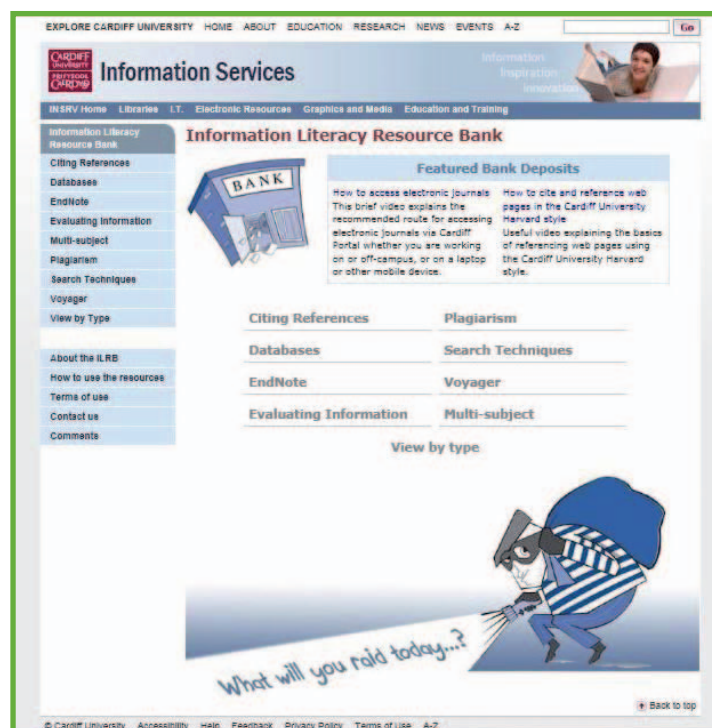 EXPLORE CARDIFF UNIVERSITY HOME ABOUT EDUCATION RESEARCH NEWS EVENTS A-Z
Go
CARDIFF
UNIVERSITY
PRIFYSGOL
CAERDYDD
Information Services
Information
Inspiration
Innovation
INSRV Home Libraries I.T. Electronic Resources Graphics and Media Education and Training
Information Literacy
Resource Bank
Citing References
Databases
EndNote
Evaluating Information
Multi-subject
Plagiarism
Search Techniques
Voyager
View by Type
About the ILRB
How to use the resources
Terms of use
Contact us
Comments
Information Literacy Resource Bank
BANK
Featured Bank Deposits
How to access electronic journals
This brief video explains the
recommended route for accessing
electronic journals via Cardiff
Portal whether you are working
on or off-campus, or on a laptop
or other mobile device.
How to cite and reference web
pages in the Cardiff University
Harvard style
Useful video explaining the basics
of referencing web pages using
the Cardiff University Harvard
style.
Citing References Plagiarism
Databases Search Techniques
EndNote Voyager
Evaluating Information Multi-subject
View by type
What will you raid today...?
Back to top
© Cardiff University Accessibility Help Feedback Privacy Policy Terms of Use A-Z